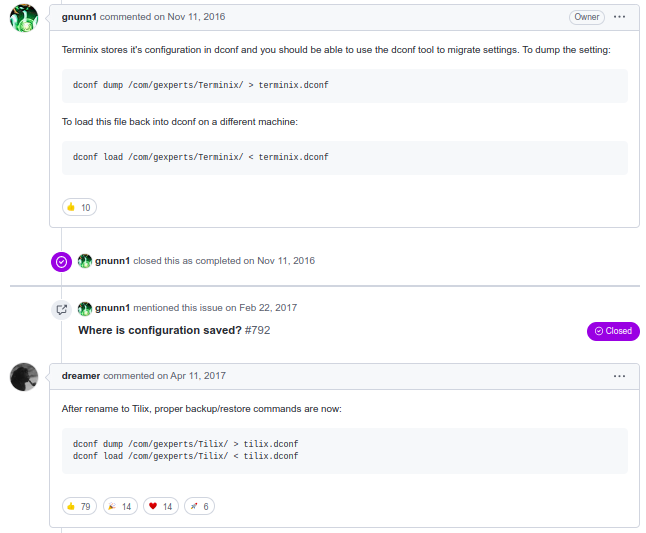 gnunn1 commented on Nov 11, 2016 Owner ···
Terminix stores it's configuration in dconf and you should be able to use the dconf tool to migrate settings. To dump the setting:
dconf dump /com/gexperts/Terminix/ > terminix.dconf
To load this file back into dconf on a different machine:
dconf load /com/gexperts/Terminix/ < terminix.dconf
👍 10
gnunn1 closed this as completed on Nov 11, 2016
gnunn1 mentioned this issue on Feb 22, 2017
Where is configuration saved? #792 Closed
dreamer commented on Apr 11, 2017 ···
After rename to Tilix, proper backup/restore commands are now:
dconf dump /com/gexperts/Tilix/ > tilix.dconf
dconf load /com/gexperts/Tilix/ < tilix.dconf
👍 79 🎉 14 ❤️ 14 🚀 6